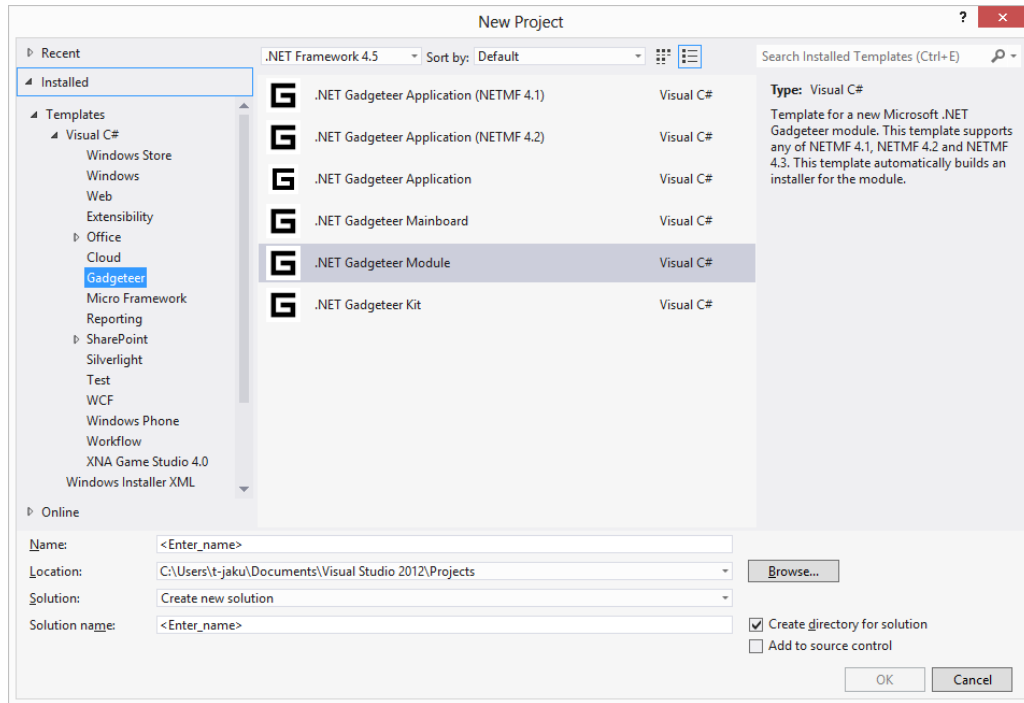 New Project
?
Recent
.NET Framework 4.5
Sort by:
Default
Search Installed Templates (Ctrl+E)
Installed
Templates
Visual C#
Windows Store
Windows
Web
Extensibility
Office
Cloud
Gadgeteer
Micro Framework
Reporting
SharePoint
Silverlight
Test
WCF
Windows Phone
Workflow
XNA Game Studio 4.0
Windows Installer XML
Online
.NET Gadgeteer Application (NETMF 4.1) Visual C#
.NET Gadgeteer Application (NETMF 4.2) Visual C#
.NET Gadgeteer Application Visual C#
.NET Gadgeteer Mainboard Visual C#
.NET Gadgeteer Module Visual C#
.NET Gadgeteer Kit Visual C#
Type: Visual C#
Template for a new Microsoft .NET
Gadgeteer module. This template supports
any of NETMF 4.1, NETMF 4.2 and NETMF
4.3. This template automatically builds an
installer for the module.
Name: <Enter_name>
Location: C:\Users\t-jaku\Documents\Visual Studio 2012\Projects
Browse...
Solution: Create new solution
Solution name: <Enter_name>
Create directory for solution
Add to source control
OK
Cancel